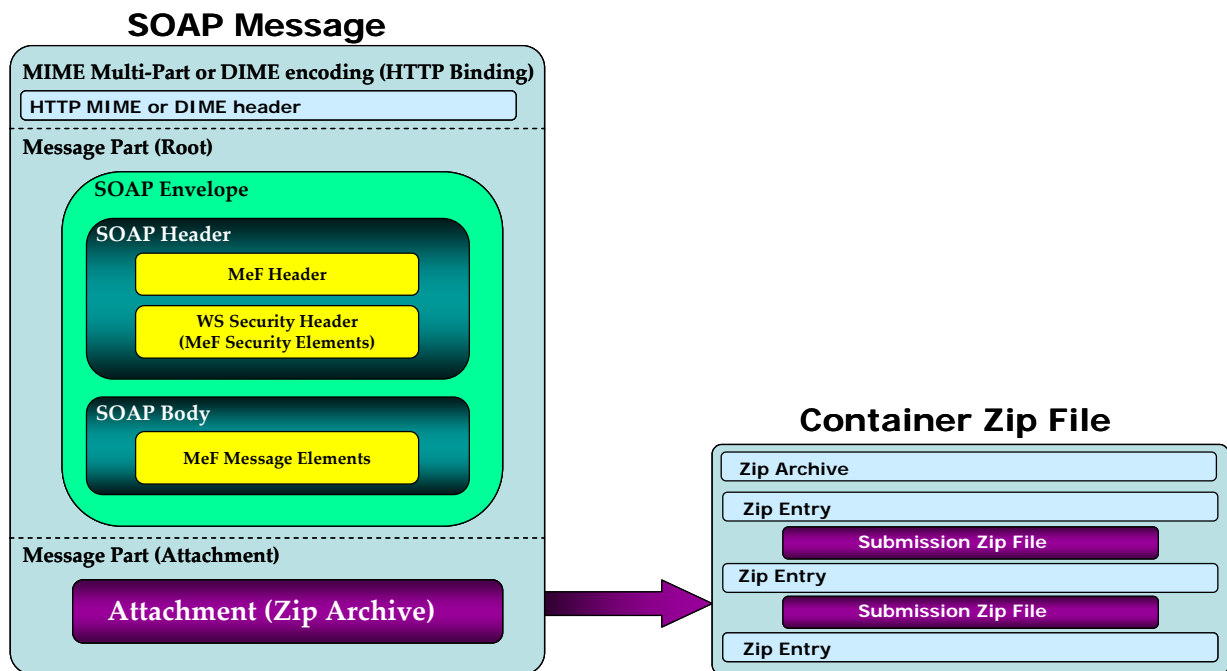 SOAP Message
MIME Multi-Part or DIME encoding (HTTP Binding)
HTTP MIME or DIME header
Message Part (Root)
SOAP Envelope
SOAP Header
MeF Header
WS Security Header
(MeF Security Elements)
SOAP Body
MeF Message Elements
Message Part (Attachment)
Attachment (Zip Archive)
Container Zip File
Zip Archive
Zip Entry
Submission Zip File
Zip Entry
Submission Zip File
Zip Entry